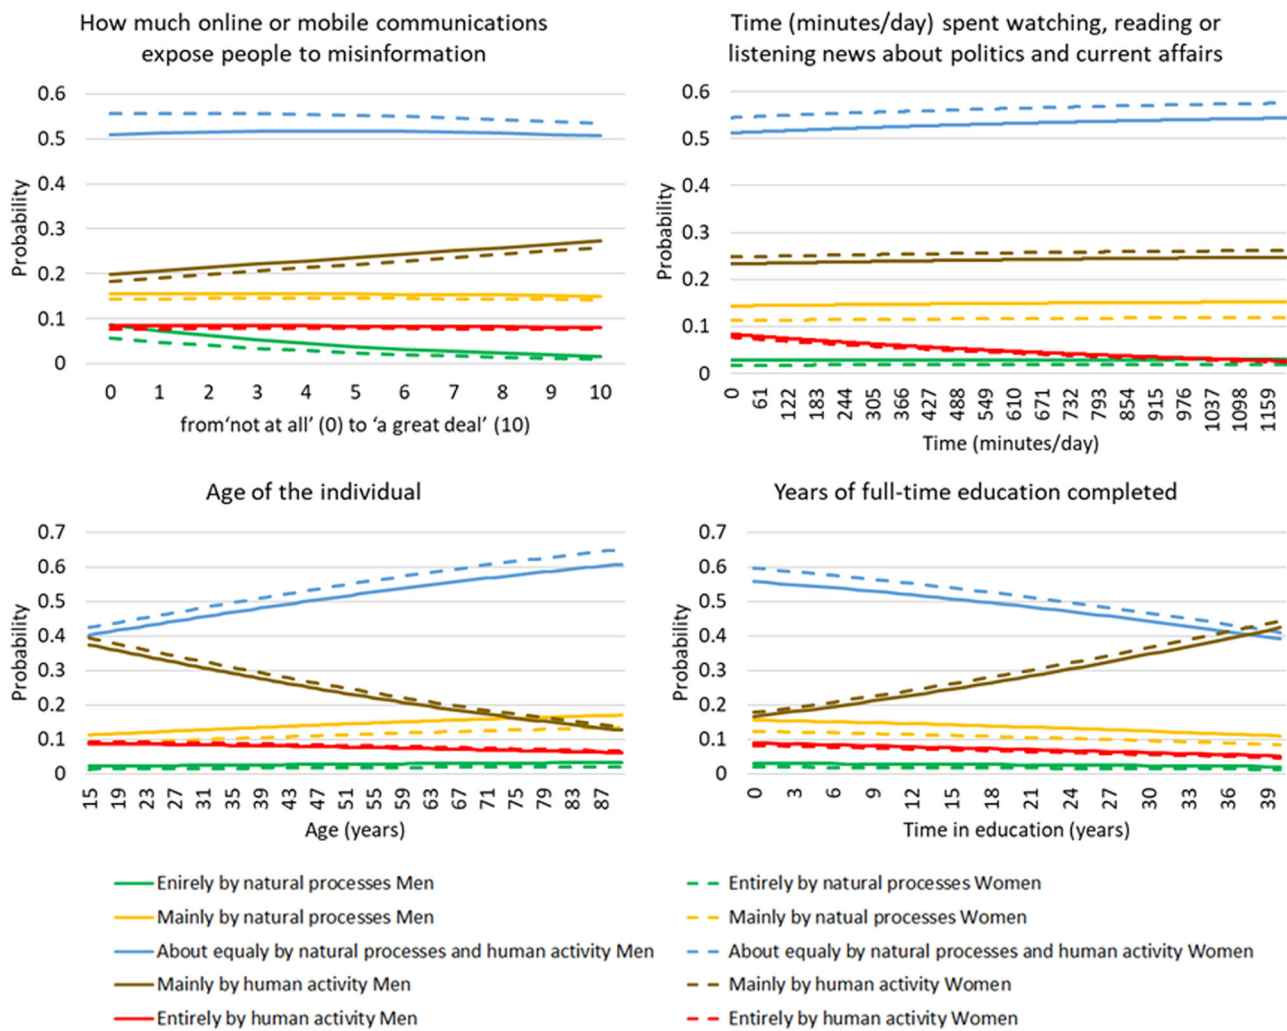 How much online or mobile communications
expose people to misinformation
Probability
0.6
0.5
0.4
0.3
0.2
0.1
0
0 1 2 3 4 5 6 7 8 9 10
from‘not at all’ (0) to ‘a great deal’ (10)
Time (minutes/day) spent watching, reading or
listening news about politics and current affairs
Probability
0.6
0.5
0.4
0.3
0.2
0.1
0
0 61 122 183 244 305 366 427 488 549 610 671 732 793 854 915 976 1037 1098 1159
Time (minutes/day)
Age of the individual
Probability
0.7
0.6
0.5
0.4
0.3
0.2
0.1
0
15 19 23 27 31 35 39 43 47 51 55 59 63 67 71 75 79 83 87
Age (years)
Years of full-time education completed
Probability
0.7
0.6
0.5
0.4
0.3
0.2
0.1
0
0 3 6 9 12 15 18 21 24 27 30 33 36 39
Time in education (years)
Enirely by natural processes Men
Entirely by natural processes Women
Mainly by natural processes Men
Mainly by natual processes Women
About equaly by natural processes and human activity Men
About equaly by natural processes and human activity Women
Mainly by human activity Men
Mainly by human activity Women
Entirely by human activity Men
Entirely by human activity Women